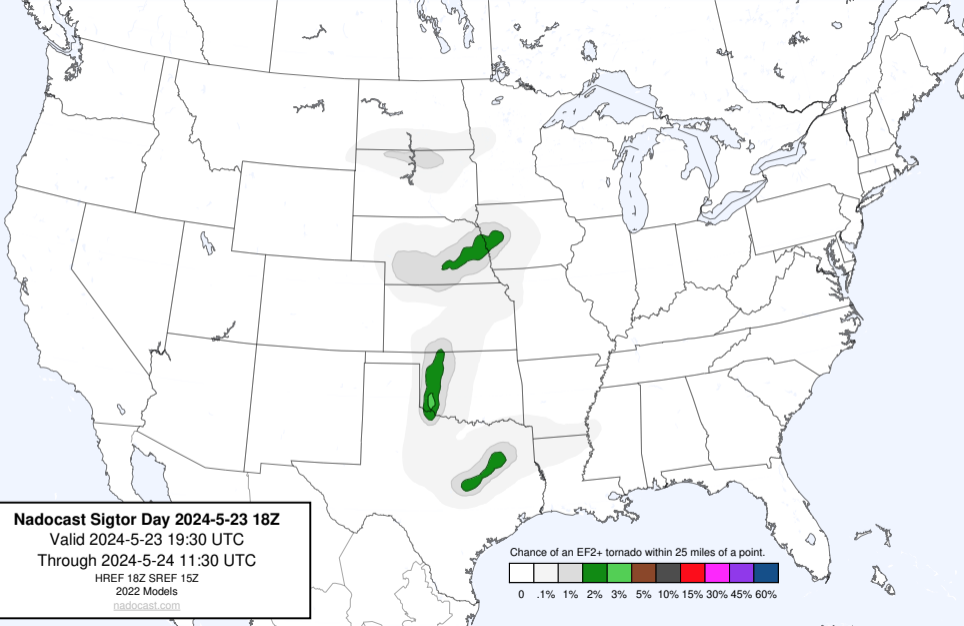 Nadocast Sigtor Day 2024-5-23 18Z
Valid 2024-5-23 19:30 UTC
Through 2024-5-24 11:30 UTC
HREF 18Z SREF 15Z
2022 Models
nadocast.com
Chance of an EF2+ tornado within 25 miles of a point.
0 .1% 1% 2% 3% 5% 10% 15% 30% 45% 60%